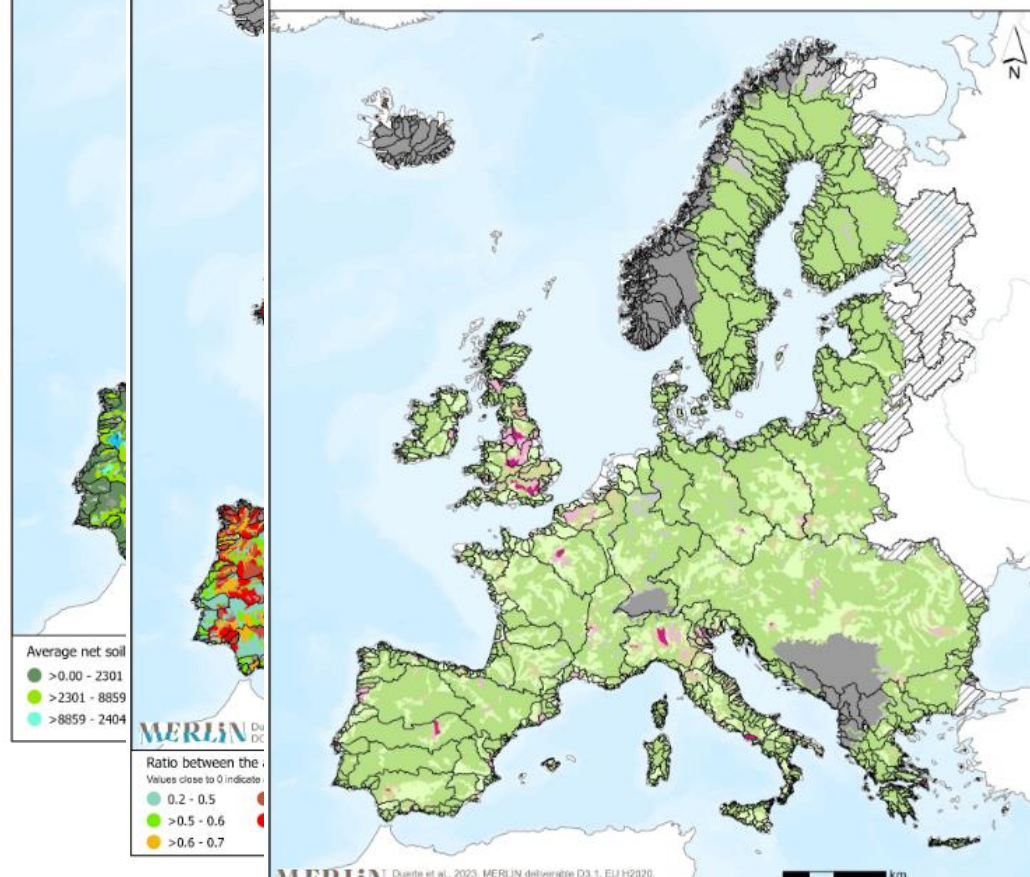 N
Average net soil
>0.00 - 2301
>2301 - 8859
>8859 - 2404
MERLIN Du
Ratio between the a
Values close to 0 indicate
0.2 - 0.5
>0.5 - 0.6
>0.6 - 0.7
MERLIN Duarte et al., 2023. MERLIN deliverable D3.1. EU H2020.
km